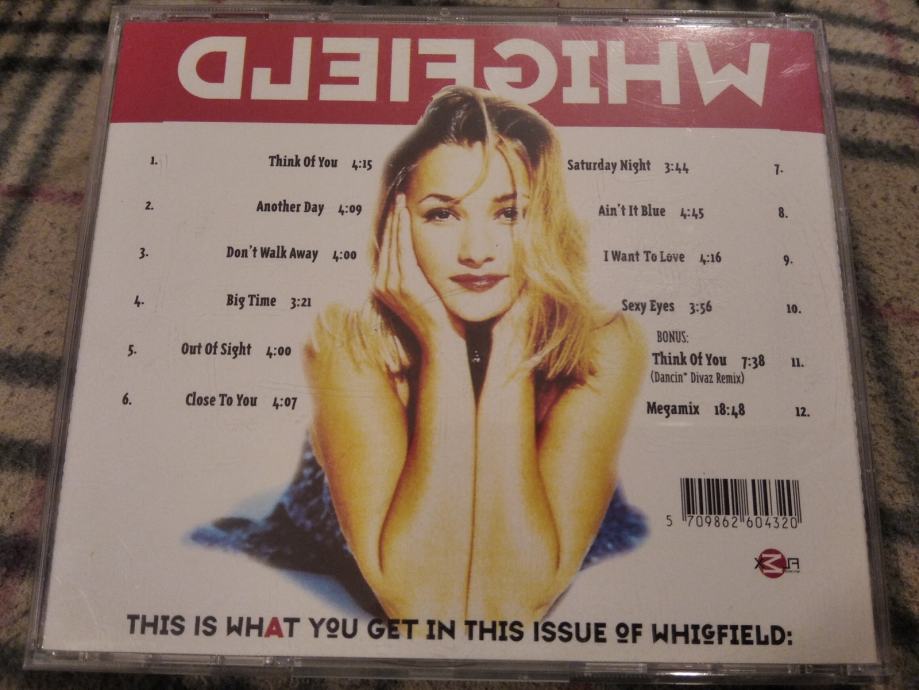 WHIGFIELD
1. Think Of You 4:15
2. Another Day 4:09
3. Don't Walk Away 4:00
4. Big Time 3:21
5. Out Of Sight 4:00
6. Close To You 4:07
Saturday Night 3:44 7.
Ain't It Blue 4:45 8.
I Want To Love 4:16 9.
Sexy Eyes 3:56 10.
BONUS:
Think Of You 7:38 11.
(Dancin" Divaz Remix)
Megamix 18:48 12.
5 709862 604320
THIS IS WHAT YOU GET IN THIS ISSUE OF WHIGFIELD: